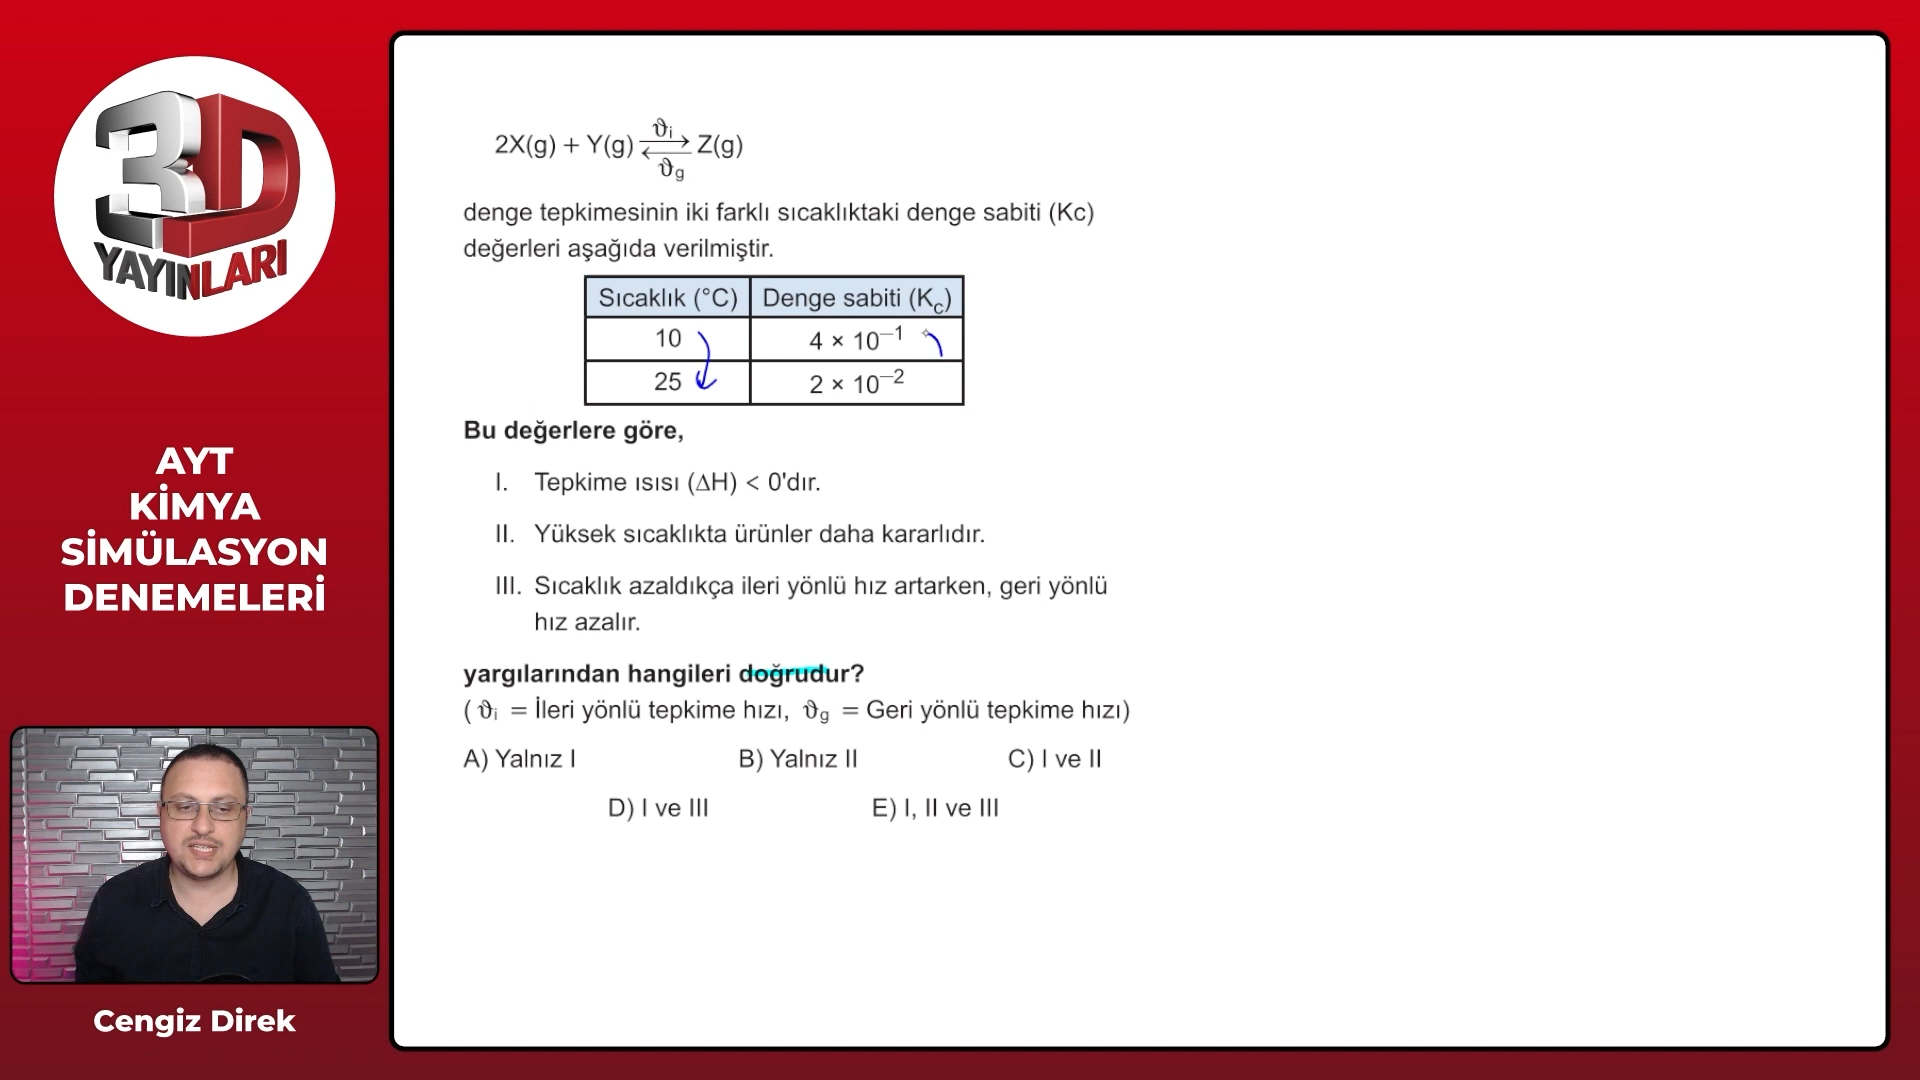 3D
YAYINLARI
AYT
KİMYA
SİMÜLASYON
DENEMELERİ
Cengiz Direk
2X(g) + Y(g) ⇌ Z(g)
ϑi
ϑg
denge tepkimesinin iki farklı sıcaklıktaki denge sabiti (Kc)
değerleri aşağıda verilmiştir.
Sıcaklık (°C) Denge sabiti (Kc)
10 4 × 10⁻¹
25 2 × 10⁻²
Bu değerlere göre,
I. Tepkime ısısı (ΔH) < 0'dır.
II. Yüksek sıcaklıkta ürünler daha kararlıdır.
III. Sıcaklık azaldıkça ileri yönlü hız artarken, geri yönlü
hız azalır.
yargılarından hangileri doğrudur?
( ϑi = İleri yönlü tepkime hızı, ϑg = Geri yönlü tepkime hızı)
A) Yalnız I B) Yalnız II C) I ve II
D) I ve III E) I, II ve III